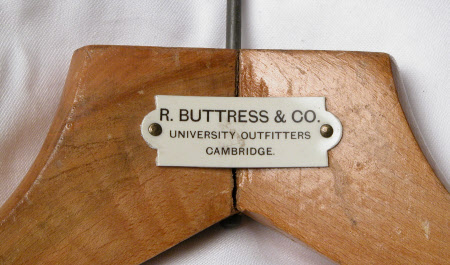 R. BUTTRESS & CO.
UNIVERSITY OUTFITTERS
CAMBRIDGE.